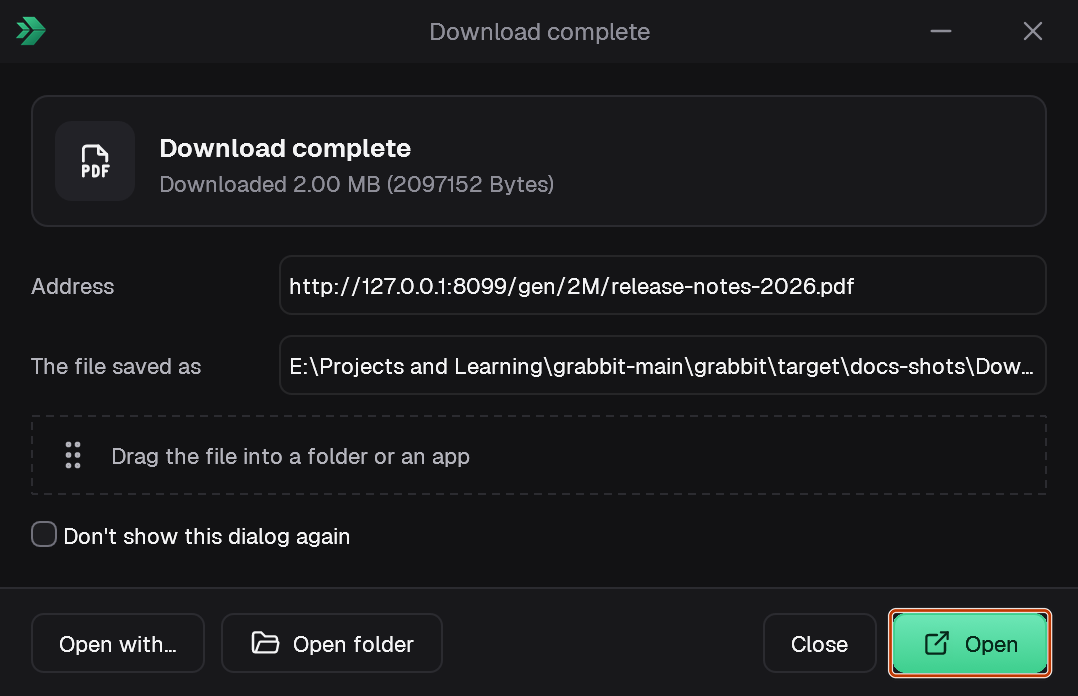 Download complete
PDF
Download complete
Downloaded 2.00 MB (2097152 Bytes)
Address
http://127.0.0.1:8099/gen/2M/release-notes-2026.pdf
The file saved as
E:\Projects and Learning\grabbit-main\grabbit\target\docs-shots\Dow...
Drag the file into a folder or an app
Don't show this dialog again
Open with...
Open folder
Close
Open